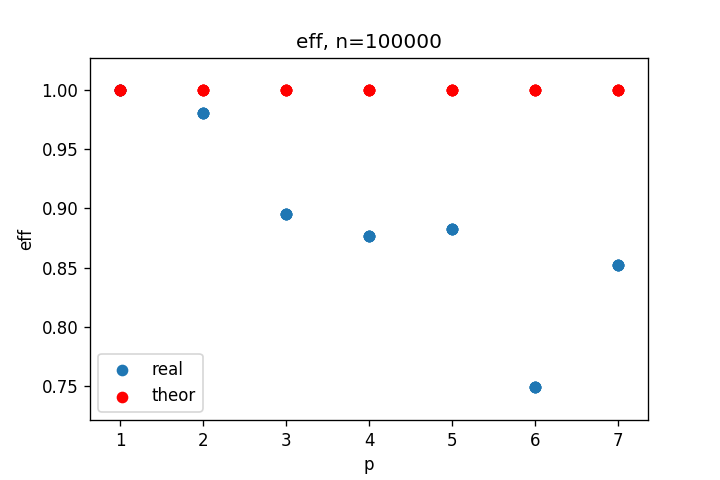 eff, n=100000
1.00
0.95
0.90
0.85
0.80
0.75
eff
real
theor
1 2 3 4 5 6 7
p